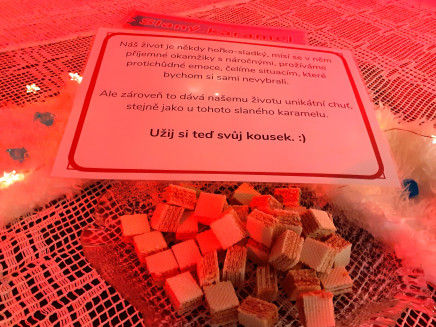 Slaný karamel
Náš život je někdy hořko-sladký, mísí se v něm
příjemné okamžiky s náročnými, prožíváme
protichůdné emoce, čelíme situacím, které
bychom si sami nevybrali.
Ale zároveň to dává našemu životu unikátní chuť,
stejně jako u tohoto slaného karamelu.
Užij si teď svůj kousek. :)